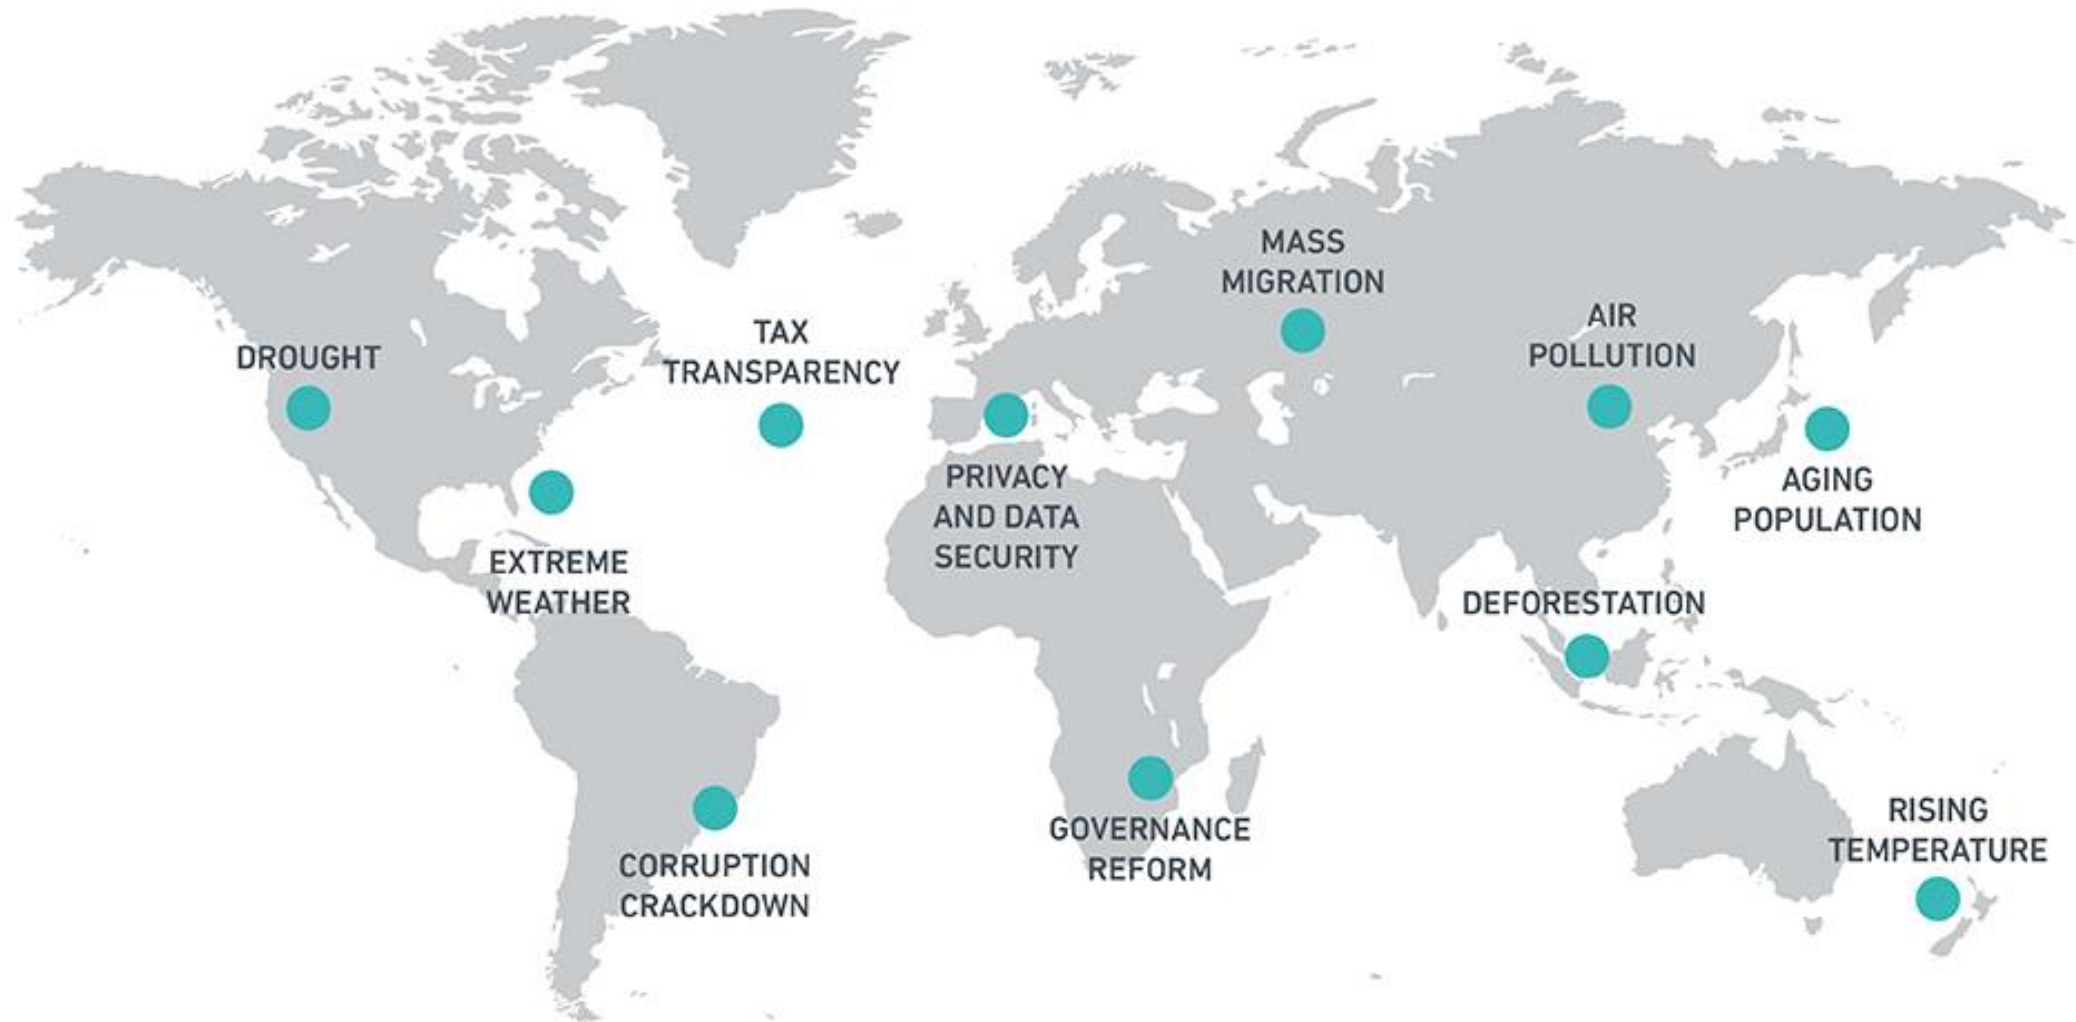 MASS
MIGRATION
AIR
POLLUTION
TAX
TRANSPARENCY
DROUGHT
PRIVACY
AND DATA
SECURITY
AGING
POPULATION
EXTREME
WEATHER
DEFORESTATION
RISING
TEMPERATURE
GOVERNANCE
REFORM
CORRUPTION
CRACKDOWN